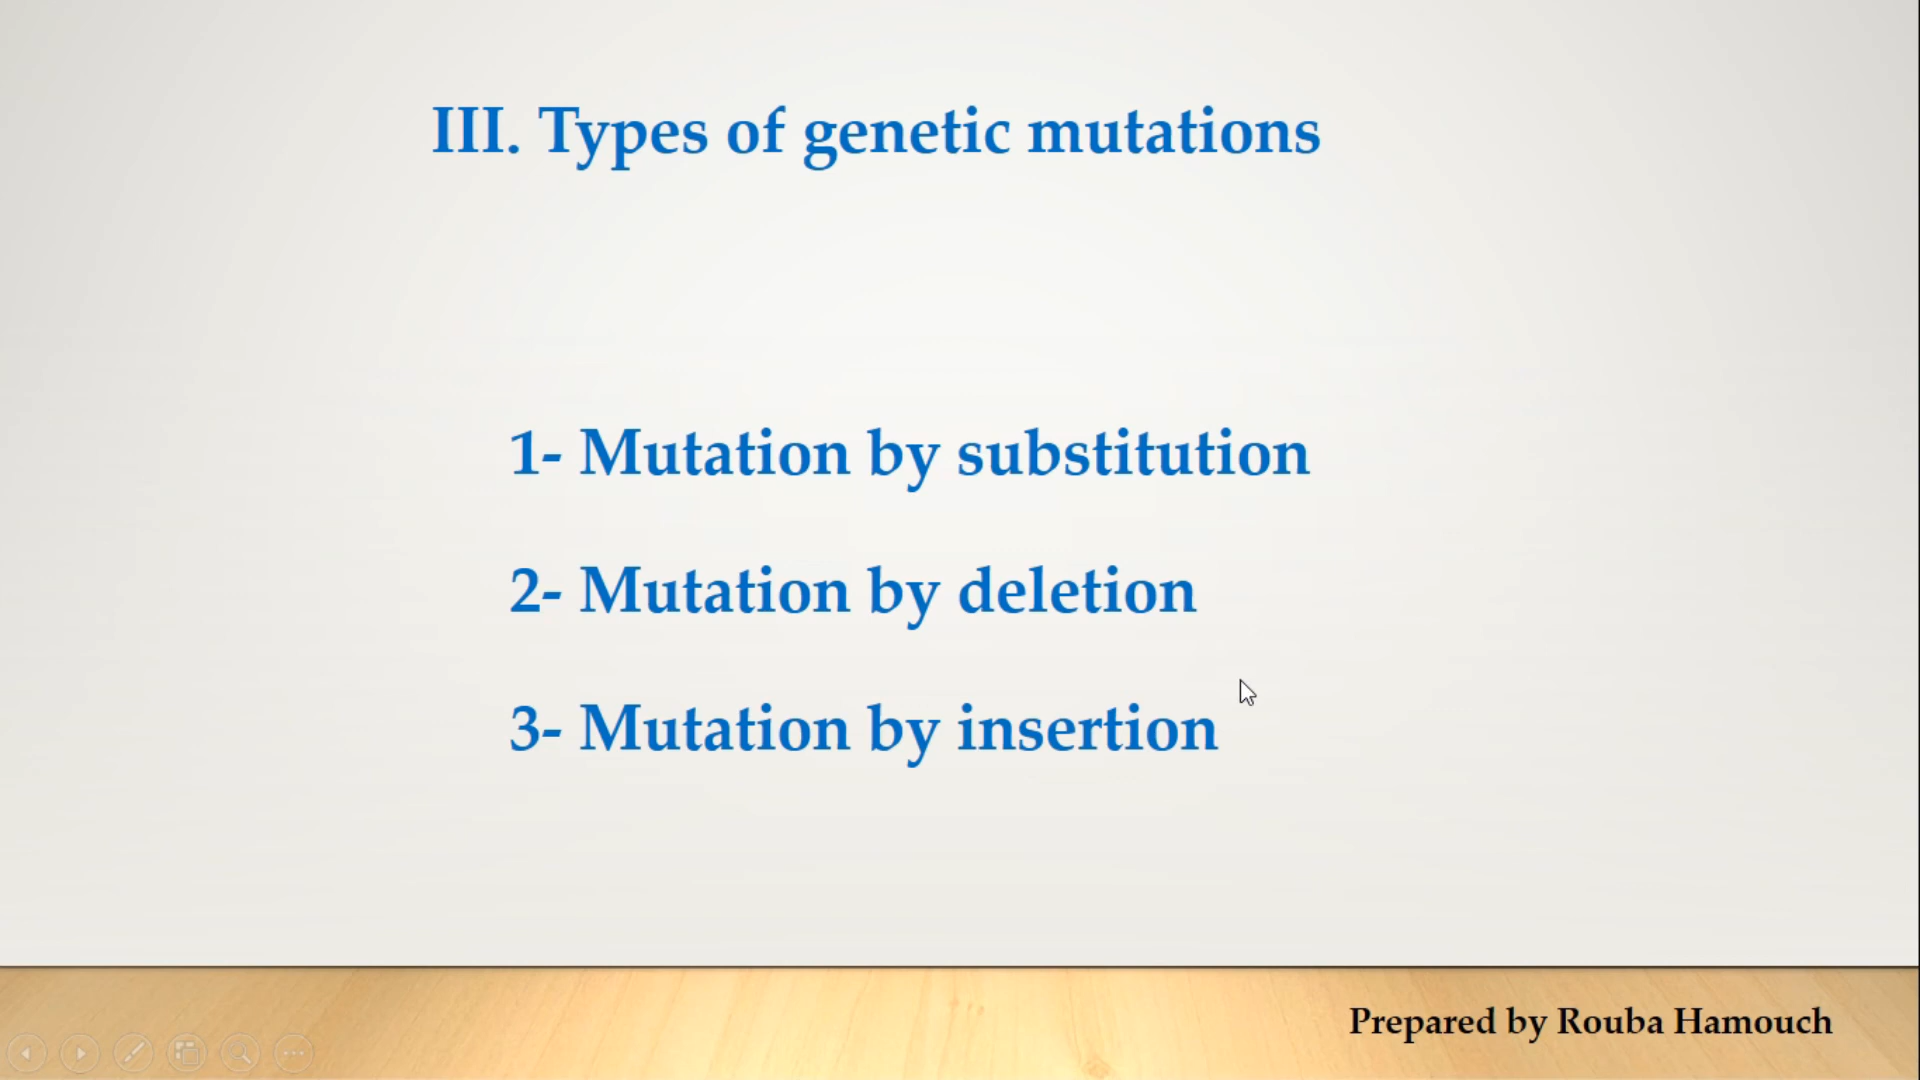 III. Types of genetic mutations
1- Mutation by substitution
2- Mutation by deletion
3- Mutation by insertion
Prepared by Rouba Hamouch